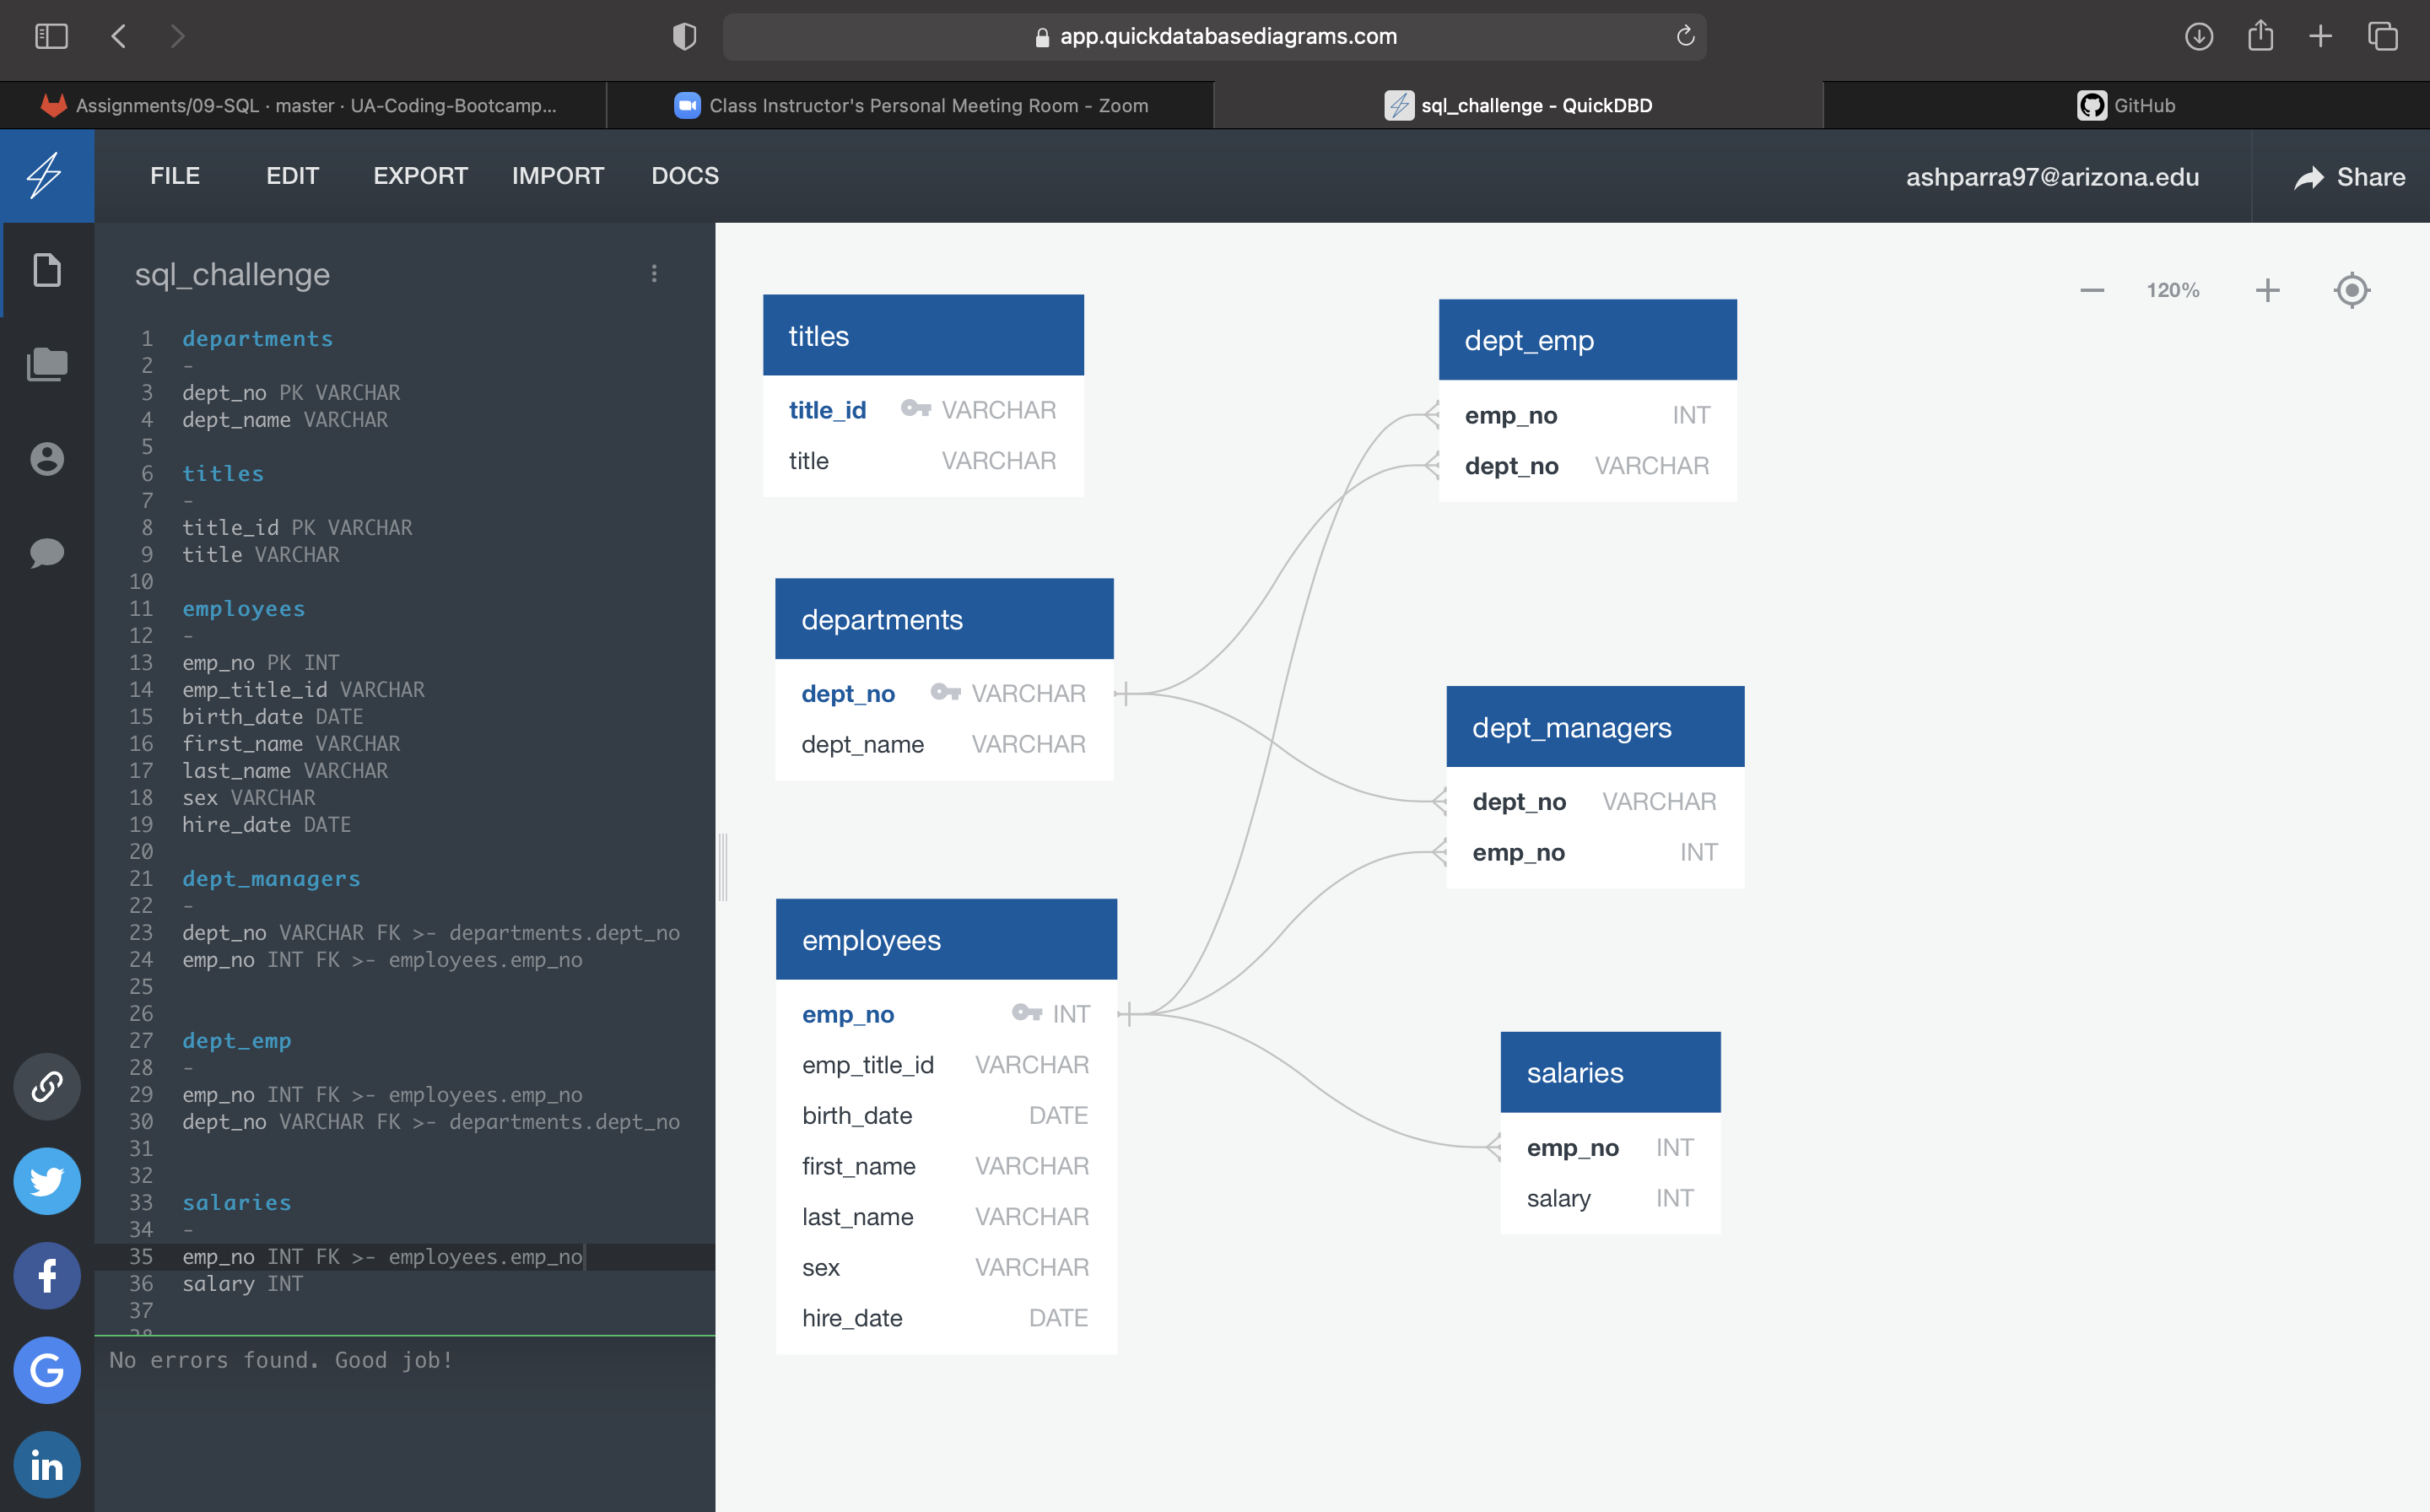 app.quickdatabasediagrams.com
Assignments/09-SQL · master · UA-Coding-Bootcamp...
Class Instructor's Personal Meeting Room - Zoom
sql_challenge - QuickDBD
GitHub
FILE EDIT EXPORT IMPORT DOCS
ashparra97@arizona.edu
Share
sql_challenge
1 departments
2 -
3 dept_no PK VARCHAR
4 dept_name VARCHAR
5
6 titles
7 -
8 title_id PK VARCHAR
9 title VARCHAR
10
11 employees
12 -
13 emp_no PK INT
14 emp_title_id VARCHAR
15 birth_date DATE
16 first_name VARCHAR
17 last_name VARCHAR
18 sex VARCHAR
19 hire_date DATE
20
21 dept_managers
22 -
23 dept_no VARCHAR FK >- departments.dept_no
24 emp_no INT FK >- employees.emp_no
25
26
27 dept_emp
28 -
29 emp_no INT FK >- employees.emp_no
30 dept_no VARCHAR FK >- departments.dept_no
31
32
33 salaries
34 -
35 emp_no INT FK >- employees.emp_no
36 salary INT
37
38
No errors found. Good job!
120%
titles
title_id VARCHAR
title VARCHAR
departments
dept_no VARCHAR
dept_name VARCHAR
employees
emp_no INT
emp_title_id VARCHAR
birth_date DATE
first_name VARCHAR
last_name VARCHAR
sex VARCHAR
hire_date DATE
dept_emp
emp_no INT
dept_no VARCHAR
dept_managers
dept_no VARCHAR
emp_no INT
salaries
emp_no INT
salary INT
f
G
in